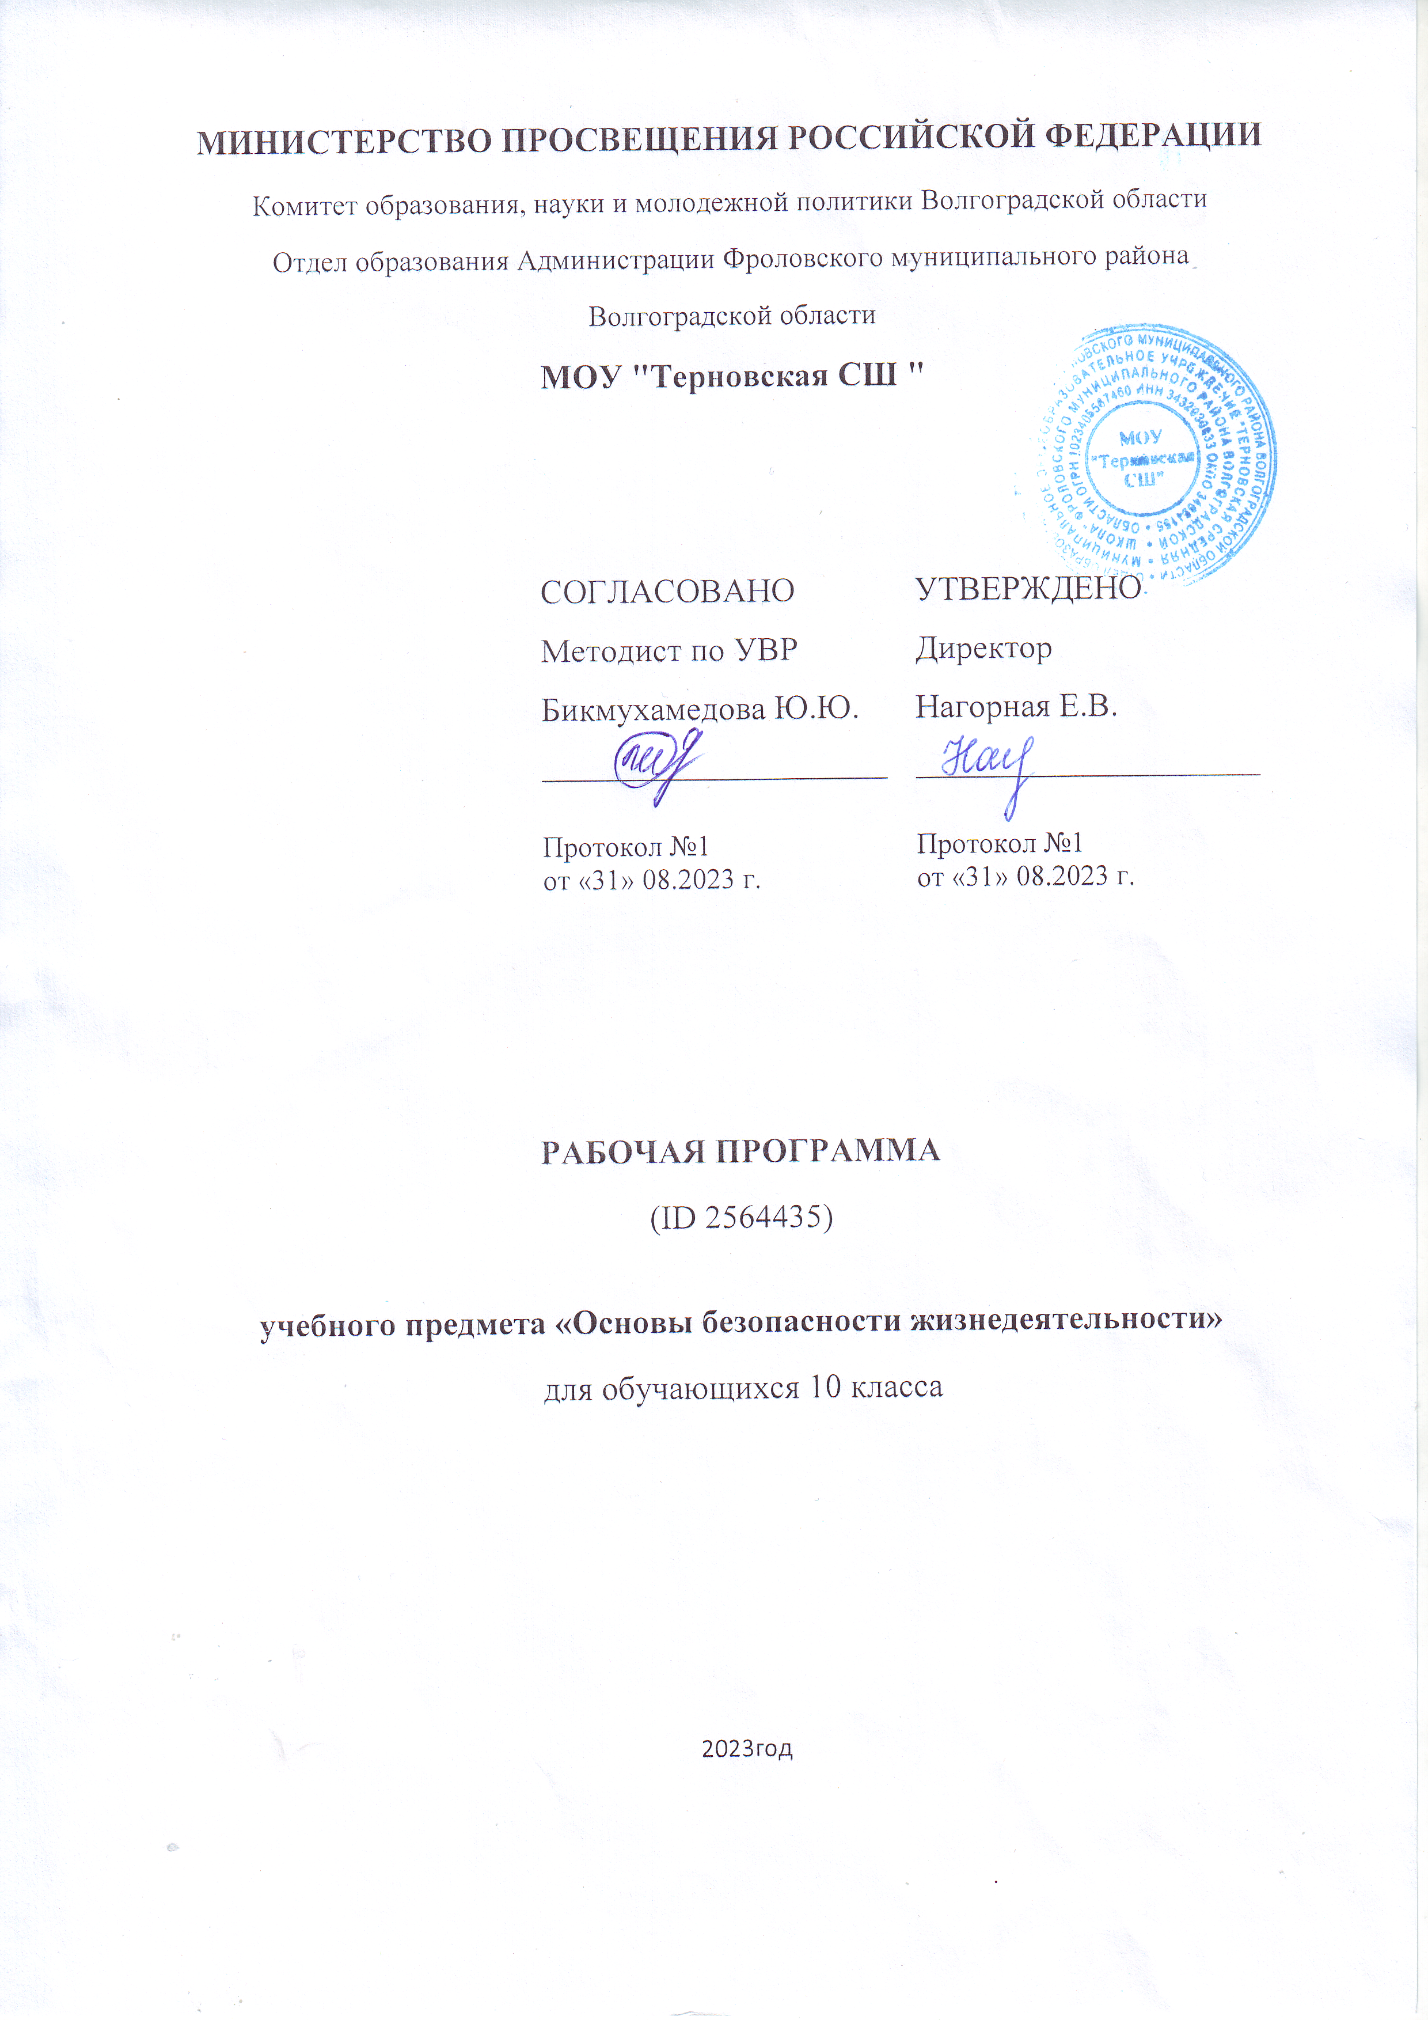 МИНИСТЕРСТВО ПРОСВЕЩЕНИЯ РОССИЙСКОЙ ФЕДЕРАЦИИ
Комитет образования, науки и молодежной политики Волгоградской области
Отдел образования Администрации Фроловского муниципального района
Волгоградской области
МОУ "Терновская СШ "
МОУ
"Терновская
СШ"
СОГЛАСОВАНО
Методист по УВР
Бикмухамедова Ю.Ю.
Протокол №1
от «31» 08.2023 г.
УТВЕРЖДЕНО
Директор
Нагорная Е.В.
Протокол №1
от «31» 08.2023 г.
РАБОЧАЯ ПРОГРАММА
(ID 2564435)
учебного предмета «Основы безопасности жизнедеятельности»
для обучающихся 10 класса
2023год